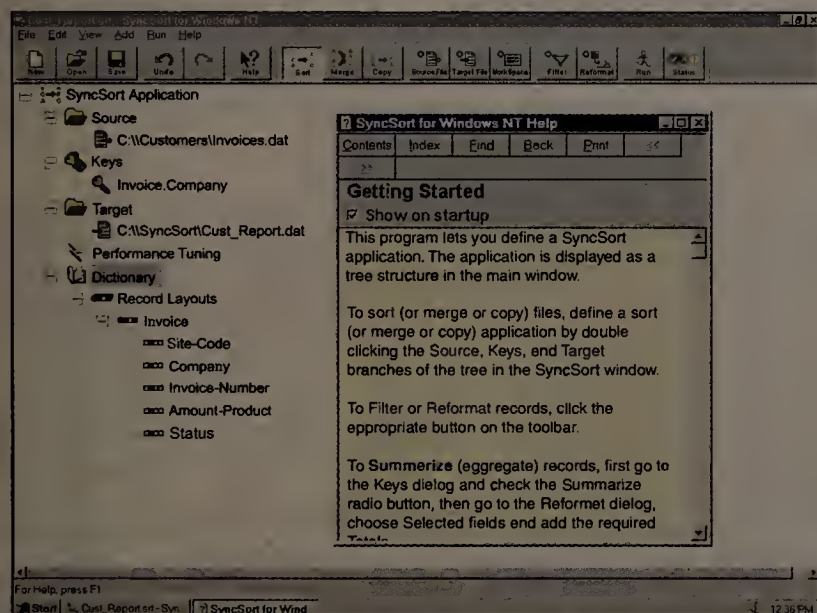 Cust_Report.srt - SyncSort for Windows NT
File Edit View Add Run Help
New Open Save Undo Help Sort Merge Copy Source File Target File WorkSpace Filter Reformat Run Status
SyncSort Application
Source
C:\\Customers\Invoices.dat
Keys
Invoice.Company
Target
C:\\SyncSort\Cust_Report.dat
Performance Tuning
Dictionary
Record Layouts
Invoice
Site-Code
Company
Invoice-Number
Amount-Product
Status
? SyncSort for Windows NT Help
Contents Index Find Back Print <<
>>
Getting Started
Show on startup
This program lets you define a SyncSort
application. The application is displayed as a
tree structure in the main window.
To sort (or merge or copy) files, define a sort
(or merge or copy) application by double
clicking the Source, Keys, end Target
branches of the tree in the SyncSort window.
To Filter or Reformat records, click the
eppropriate button on the toolbar.
To Summerize (eggregate) records, first go to
the Keys dielog and check the Summarize
radio button, then go to the Reformet dielog,
choose Selected fields end add the required
Totals
For Help, press F1
Start Cust_Report.srt - Syn... ? SyncSort for Wind 12:36 PM